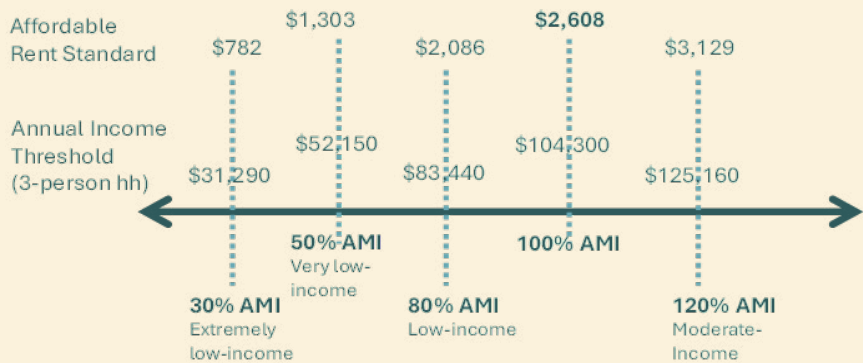 Affordable
Rent Standard
$782
$1,303
$2,086
$2,608
$3,129
Annual Income
Threshold
(3-person hh)
$31,290
$52,150
$83,440
$104,300
$125,160
30% AMI
Extremely
low-income
50% AMI
Very low-
income
80% AMI
Low-income
100% AMI
120% AMI
Moderate-
Income